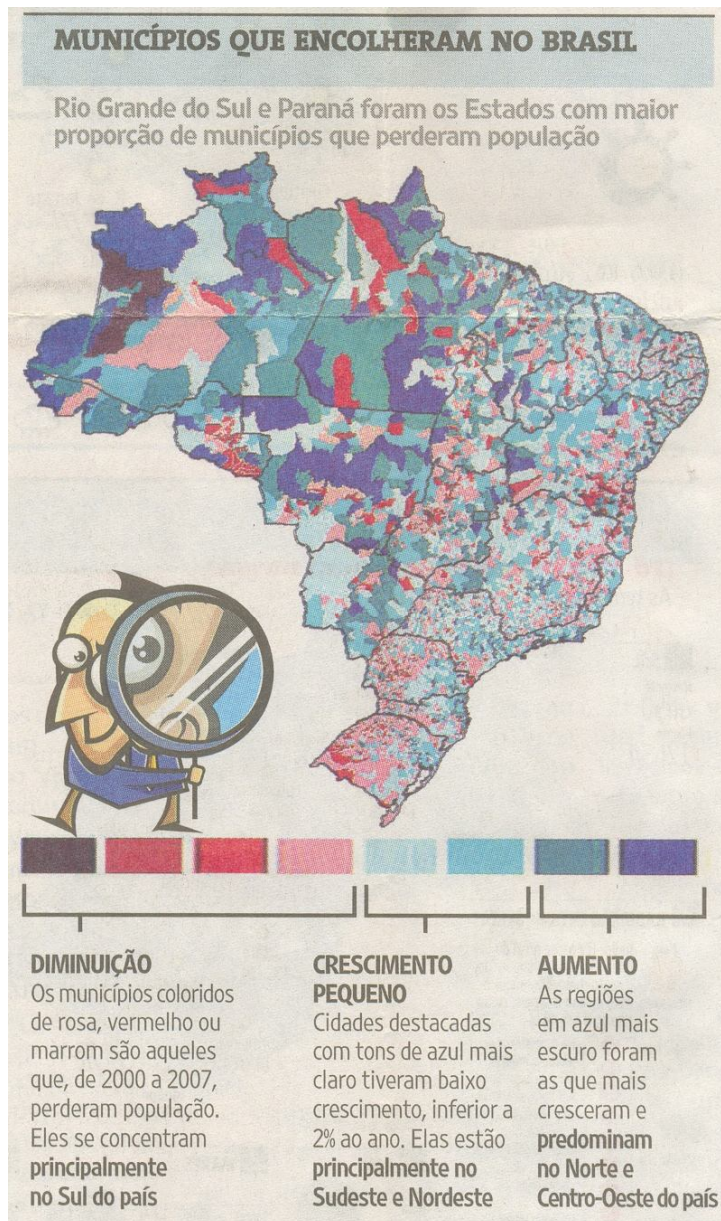 MUNICÍPIOS QUE ENCOLHERAM NO BRASIL
Rio Grande do Sul e Paraná foram os Estados com maior
proporção de municípios que perderam população
DIMINUIÇÃO
Os municípios coloridos
de rosa, vermelho ou
marrom são aqueles
que, de 2000 a 2007,
perderam população.
Eles se concentram
principalmente
no Sul do país
CRESCIMENTO
PEQUENO
Cidades destacadas
com tons de azul mais
claro tiveram baixo
crescimento, inferior a
2% ao ano. Elas estão
principalmente no
Sudeste e Nordeste
AUMENTO
As regiões
em azul mais
escuro foram
as que mais
cresceram e
predominam
no Norte e
Centro-Oeste do país